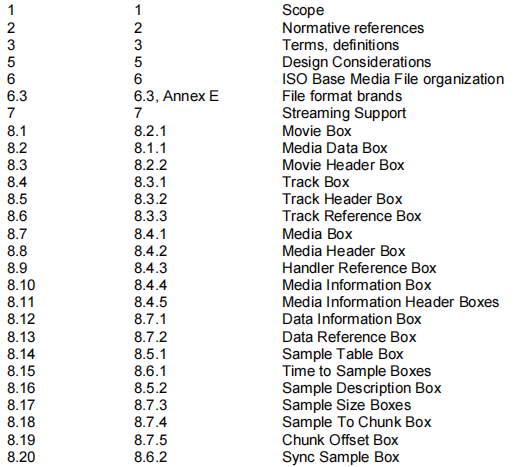 1 1 Scope
2 2 Normative references
3 3 Terms, definitions
5 5 Design Considerations
6 6 ISO Base Media File organization
6.3 6.3, Annex E File format brands
7 7 Streaming Support
8.1 8.2.1 Movie Box
8.2 8.1.1 Media Data Box
8.3 8.2.2 Movie Header Box
8.4 8.3.1 Track Box
8.5 8.3.2 Track Header Box
8.6 8.3.3 Track Reference Box
8.7 8.4.1 Media Box
8.8 8.4.2 Media Header Box
8.9 8.4.3 Handler Reference Box
8.10 8.4.4 Media Information Box
8.11 8.4.5 Media Information Header Boxes
8.12 8.7.1 Data Information Box
8.13 8.7.2 Data Reference Box
8.14 8.5.1 Sample Table Box
8.15 8.6.1 Time to Sample Boxes
8.16 8.5.2 Sample Description Box
8.17 8.7.3 Sample Size Boxes
8.18 8.7.4 Sample To Chunk Box
8.19 8.7.5 Chunk Offset Box
8.20 8.6.2 Sync Sample Box